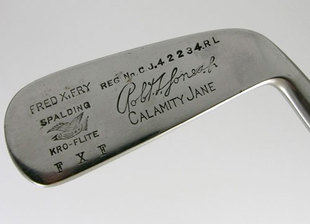 REG. NO. C.J. 42234. R.L
FRED X. FRY
SPALDING
KRO-FLITE
F X F
Robt T. Jones Jr.
CALAMITY JANE